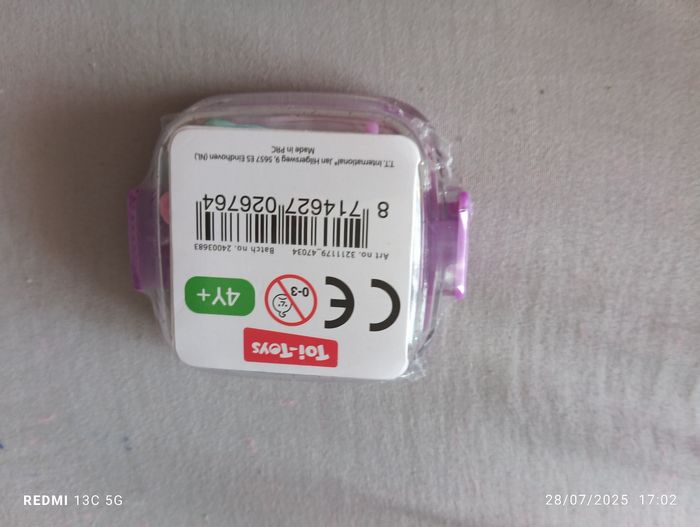 Toi-Toys
0-3
4Y+
Art no. 3211179_47034 Batch no. 24003683
8 714627 026764
T.T. International® Jan Hilgersweg, 9, 5657 ES Eindhoven (NL)
Made in PRC
REDMI 13C 5G
28/07/2025 17:02